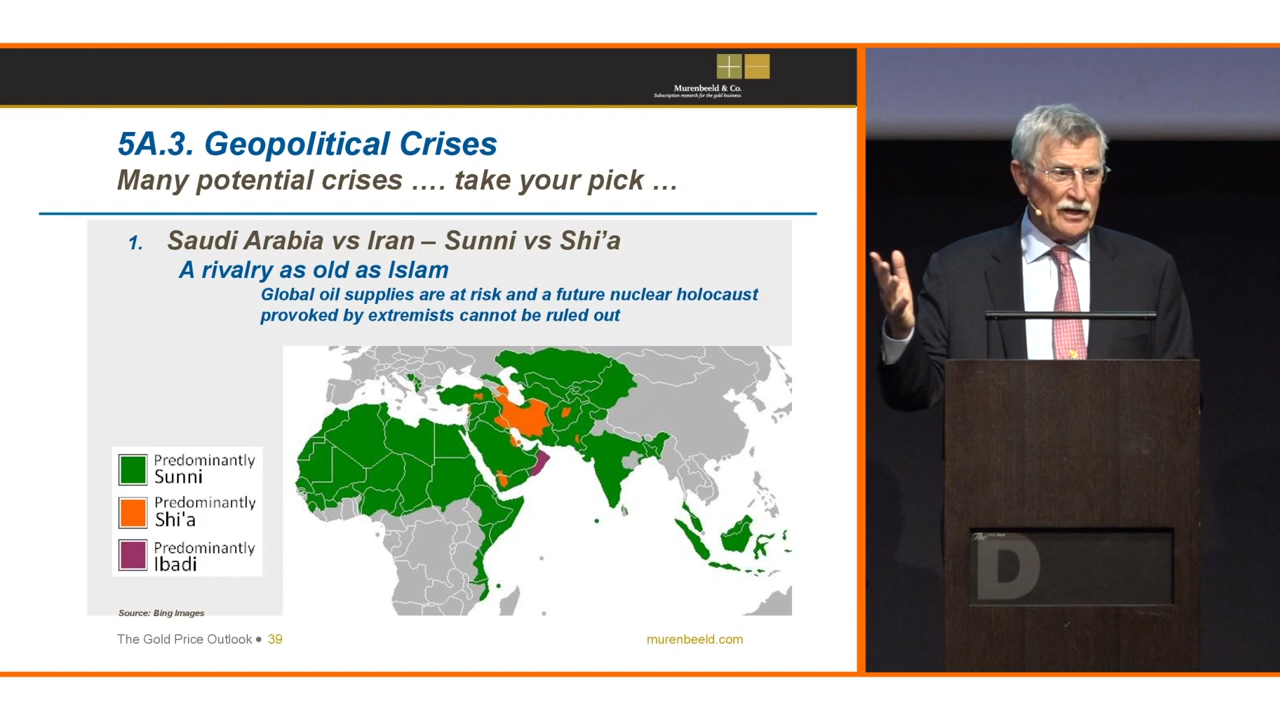 Murenbeeld & Co.
Subscription research for the gold business.
5A.3. Geopolitical Crises
Many potential crises .... take your pick ...
1. Saudi Arabia vs Iran – Sunni vs Shi’a
A rivalry as old as Islam
Global oil supplies are at risk and a future nuclear holocaust
provoked by extremists cannot be ruled out
Predominantly
Sunni
Predominantly
Shi'a
Predominantly
Ibadi
Source: Bing Images
The Gold Price Outlook ● 39
murenbeeld.com
The
D